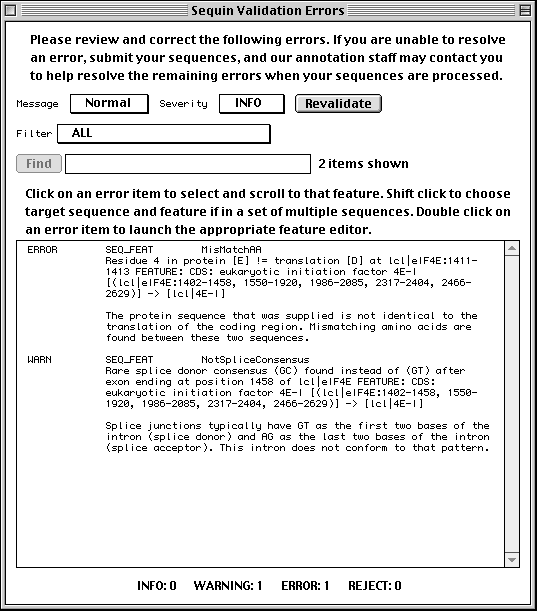 Sequin Validation Errors
Please review and correct the following errors. If you are unable to resolve
an error, submit your sequences, and our annotation staff may contact you
to help resolve the remaining errors when your sequences are processed.
Message Normal Severity INFO Revalidate
Filter ALL
Find 2 items shown
Click on an error item to select and scroll to that feature. Shift click to choose
target sequence and feature if in a set of multiple sequences. Double click on
an error item to launch the appropriate feature editor.
ERROR SEQ_FEAT MisMatchAA
Residue 4 in protein [E] != translation [D] at lcl|eIF4E:1411-
1413 FEATURE: CDS: eukaryotic initiation factor 4E-I
[(lcl|eIF4E:1402-1458, 1550-1920, 1986-2085, 2317-2404, 2466-
2629)] -> [lcl|4E-I]
The protein sequence that was supplied is not identical to the
translation of the coding region. Mismatching amino acids are
found between these two sequences.
WARN SEQ_FEAT NotSpliceConsensus
Rare splice donor consensus (GC) found instead of (GT) after
exon ending at position 1458 of lcl|eIF4E FEATURE: CDS:
eukaryotic initiation factor 4E-I [(lcl|eIF4E:1402-1458, 1550-
1920, 1986-2085, 2317-2404, 2466-2629)] -> [lcl|4E-I]
Splice junctions typically have GT as the first two bases of the
intron (splice donor) and AG as the last two bases of the intron
(splice acceptor). This intron does not conform to that pattern.
INFO: 0 WARNING: 1 ERROR: 1 REJECT: 0